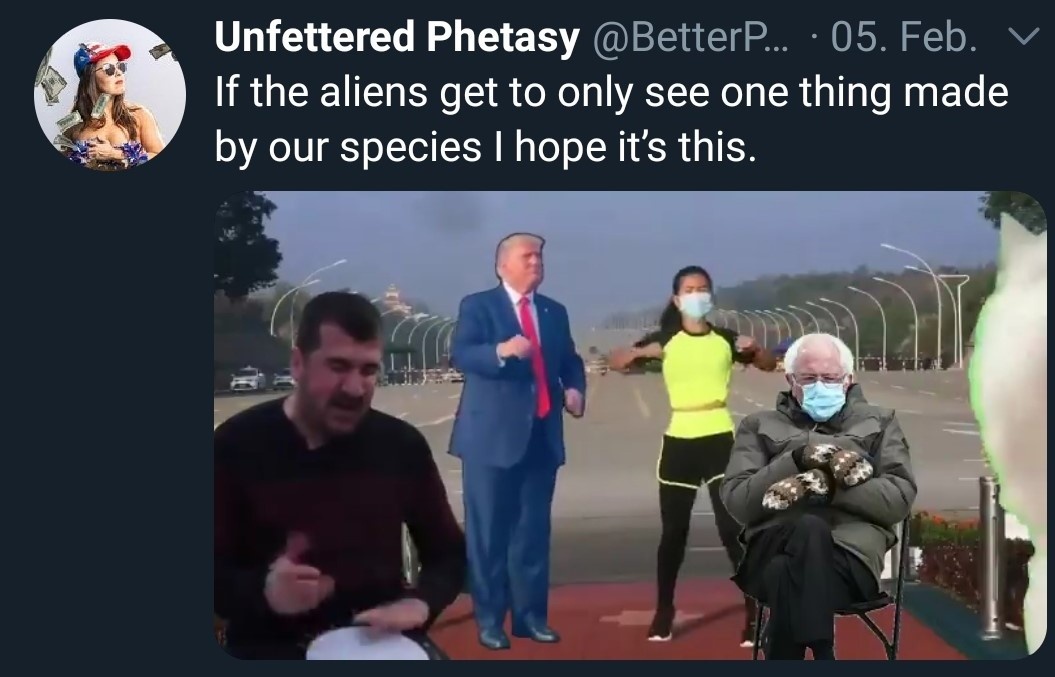 Unfettered Phetasy @BetterP... · 05. Feb.
If the aliens get to only see one thing made
by our species I hope it's this.